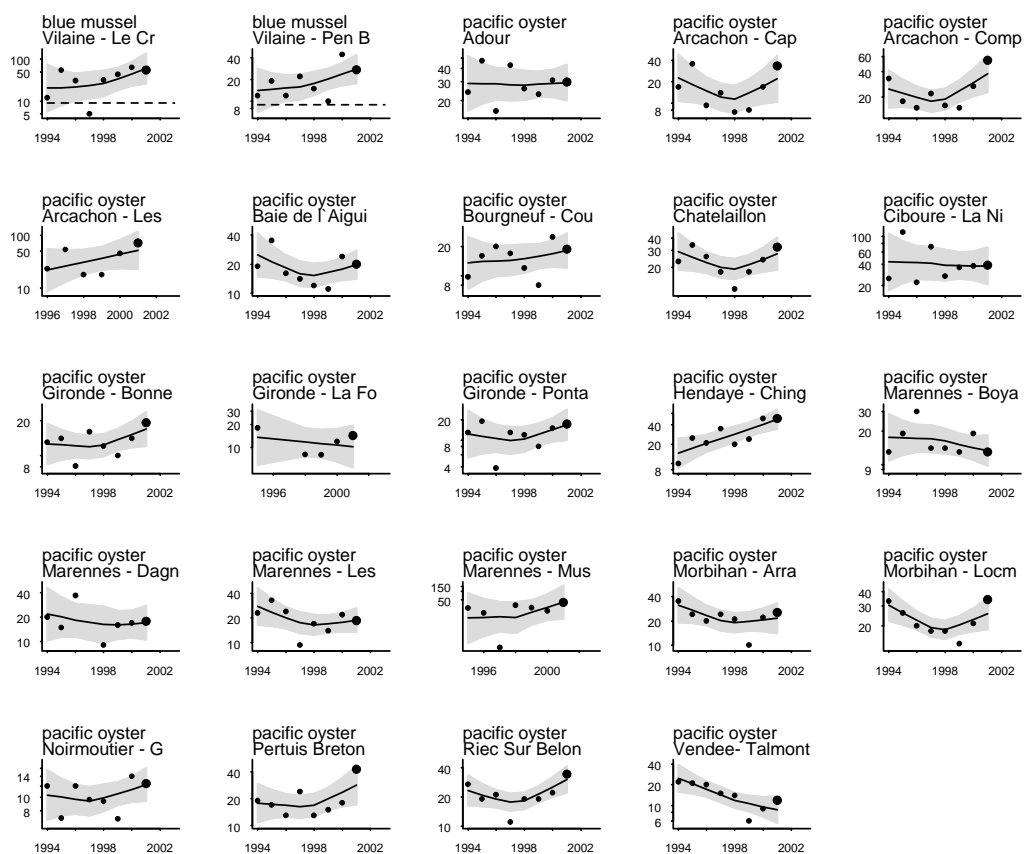 blue mussel
Vilaine - Le Cr
100
50
10
5
1994 1998 2002
blue mussel
Vilaine - Pen B
40
20
8
1994 1998 2002
pacific oyster
Adour
40
30
20
1994 1998 2002
pacific oyster
Arcachon - Cap
40
20
8
1994 1998 2002
pacific oyster
Arcachon - Comp
60
40
20
1994 1998 2002
pacific oyster
Arcachon - Les
100
50
10
1996 1998 2000 2002
pacific oyster
Baie de l`Aigui
40
20
10
1994 1998 2002
pacific oyster
Bourgneuf - Cou
20
8
1994 1998 2002
pacific oyster
Chatelaillon
40
30
20
1994 1998 2002
pacific oyster
Ciboure - La Ni
100
60
40
20
1994 1998 2002
pacific oyster
Gironde - Bonne
20
8
1994 1998 2002
pacific oyster
Gironde - La Fo
30
20
10
1996 2000
pacific oyster
Gironde - Ponta
20
8
6
4
1994 1998 2002
pacific oyster
Hendaye - Ching
40
20
8
1994 1998 2002
pacific oyster
Marennes - Boya
30
20
9
1994 1998 2002
pacific oyster
Marennes - Dagn
40
20
10
1994 1998 2002
pacific oyster
Marennes - Les
40
20
10
1994 1998 2002
pacific oyster
Marennes - Mus
150
50
1996 2000
pacific oyster
Morbihan - Arra
40
20
10
1994 1998 2002
pacific oyster
Morbihan - Locm
40
30
20
1994 1998 2002
pacific oyster
Noirmoutier - G
14
10
8
1994 1998 2002
pacific oyster
Pertuis Breton
40
20
10
1994 1998 2002
pacific oyster
Riec Sur Belon
40
20
10
1994 1998 2002
pacific oyster
Vendee- Talmont
40
20
10
6
1994 1998 2002